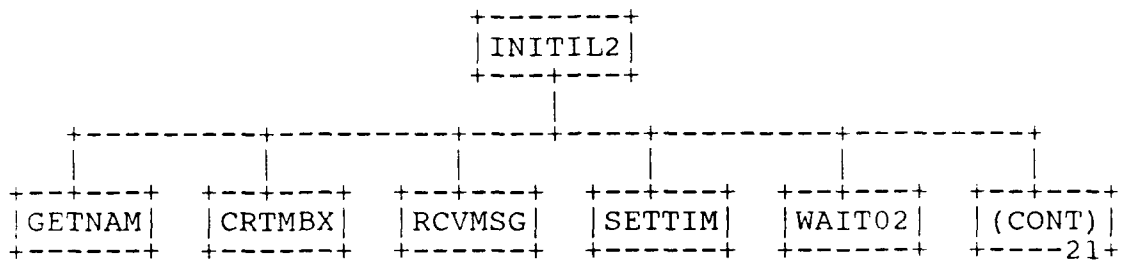 INITIL2
GETNAM CRTMBX RCVMSG SETTIM WAIT02 (CONT)
21